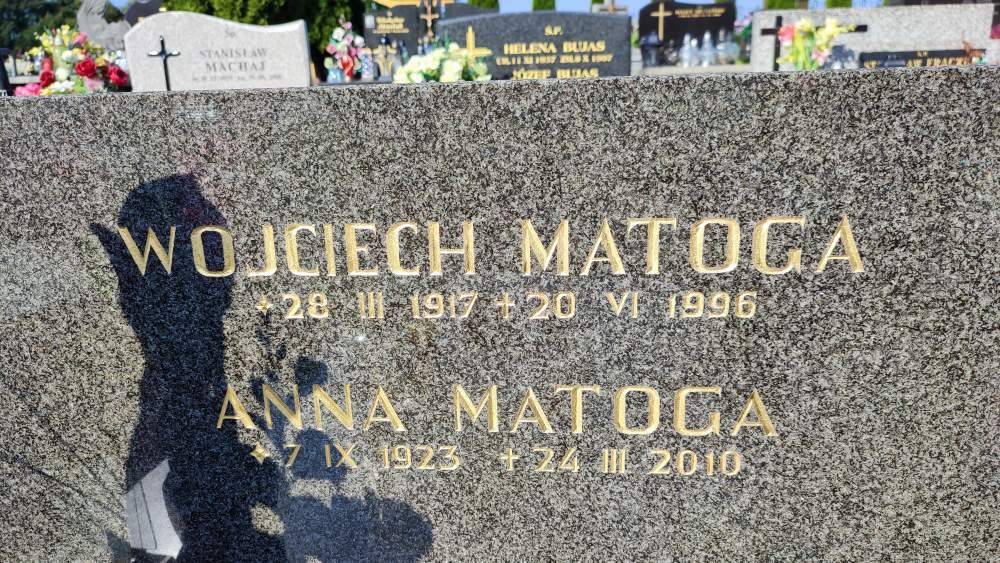 STANISŁAW
MACHAJ
Ś.P.
HELENA BUJAS
JÓZEF BUJAS
WOJCIECH MATOGA
✦ 28 III 1917 ✝ 20 VI 1996
ANNA MATOGA
✦ 7 IX 1923 ✝ 24 III 2010